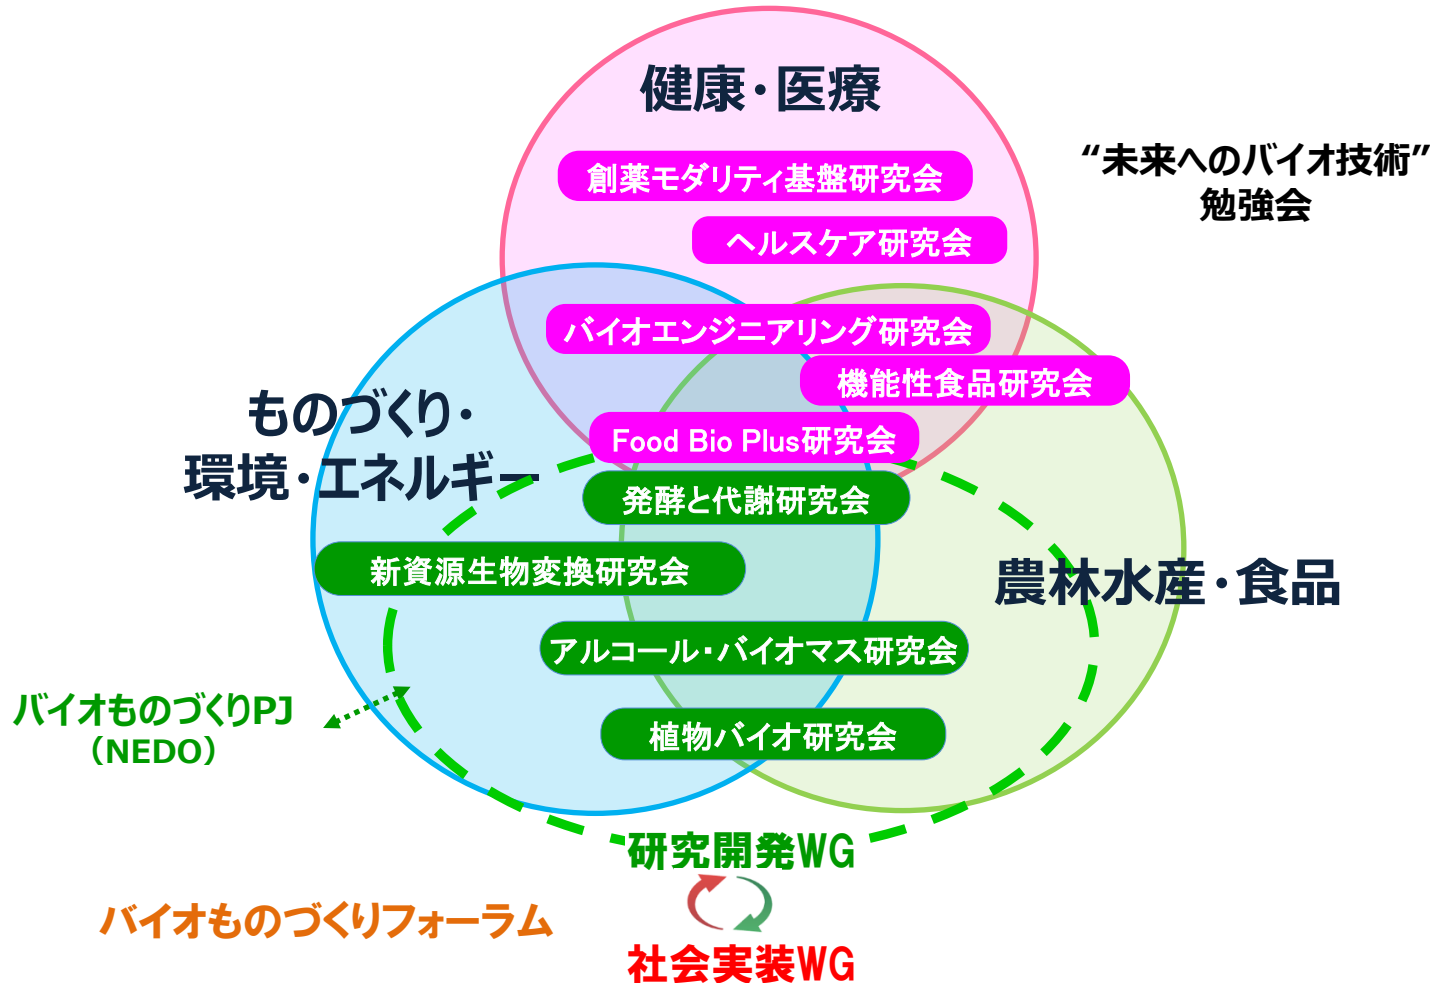 健康・医療
“未来へのバイオ技術”
勉強会
創薬モダリティ基盤研究会
ヘルスケア研究会
バイオエンジニアリング研究会
機能性食品研究会
ものづくり・
環境・エネルギー
Food Bio Plus研究会
発酵と代謝研究会
新資源生物変換研究会
農林水産・食品
アルコール・バイオマス研究会
バイオものづくりPJ
（NEDO）
植物バイオ研究会
研究開発WG
バイオものづくりフォーラム
社会実装WG